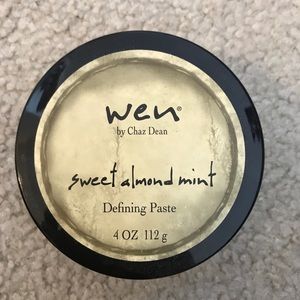 wen®
by Chaz Dean
sweet almond mint
Defining Paste
4 OZ 112 g